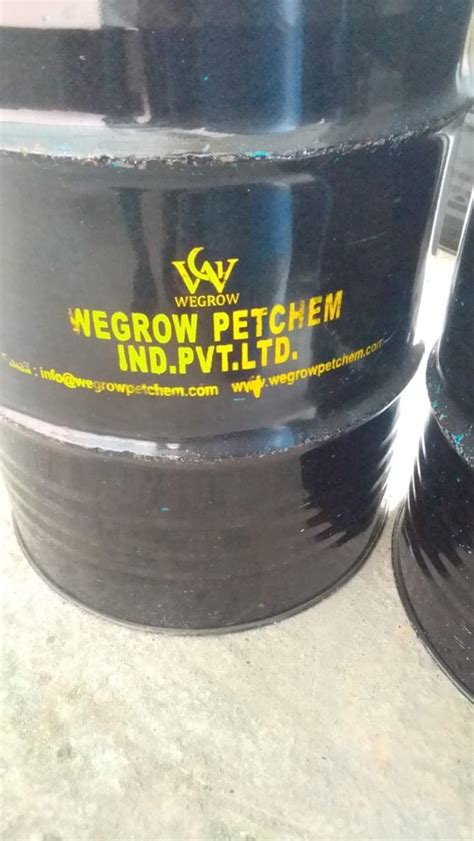 WEGROW
WEGROW PETCHEM
IND.PVT.LTD.
: info@wegrowpetchem.com www.wegrowpetchem.com